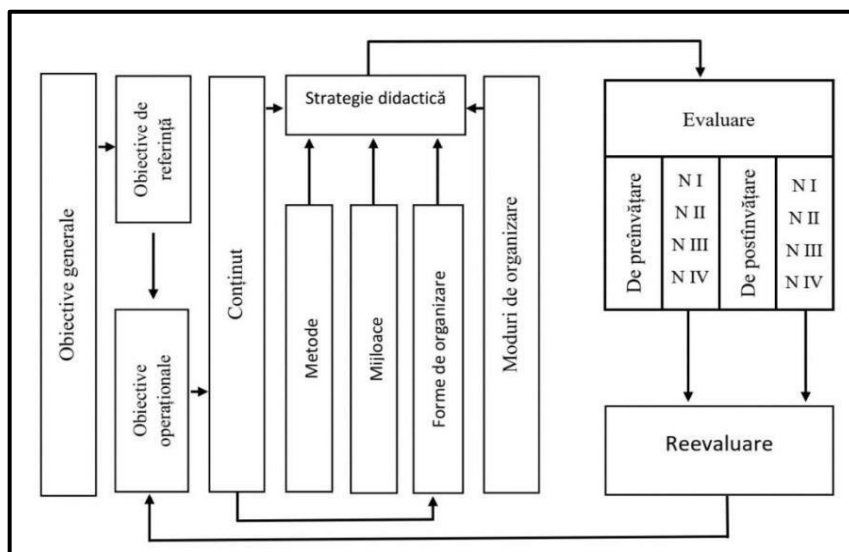 Obiective generale
Obiective de
referință
Obiective
operaționale
Conținut
Strategie didactică
Metode
Mijloace
Forme de organizare
Moduri de organizare
Evaluare
De preînvățare
N I
N II
N III
N IV
De postînvățare
N I
N II
N III
N IV
Reevaluare